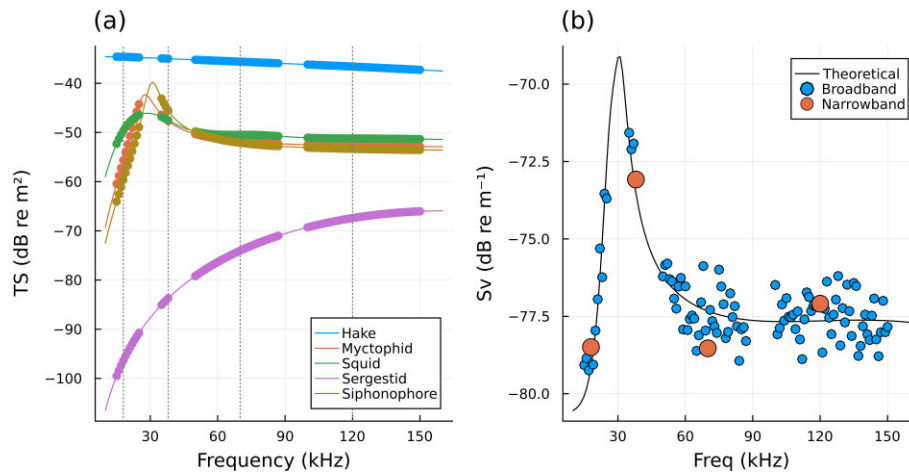 (a)
TS (dB re m²)
−40
−50
−60
−70
−80
−90
−100
30
60
90
120
150
Frequency (kHz)
Hake
Myctophid
Squid
Sergestid
Siphonophore
(b)
Sv (dB re m⁻¹)
−70.0
−72.5
−75.0
−77.5
−80.0
30
60
90
120
150
Freq (kHz)
Theoretical
Broadband
Narrowband